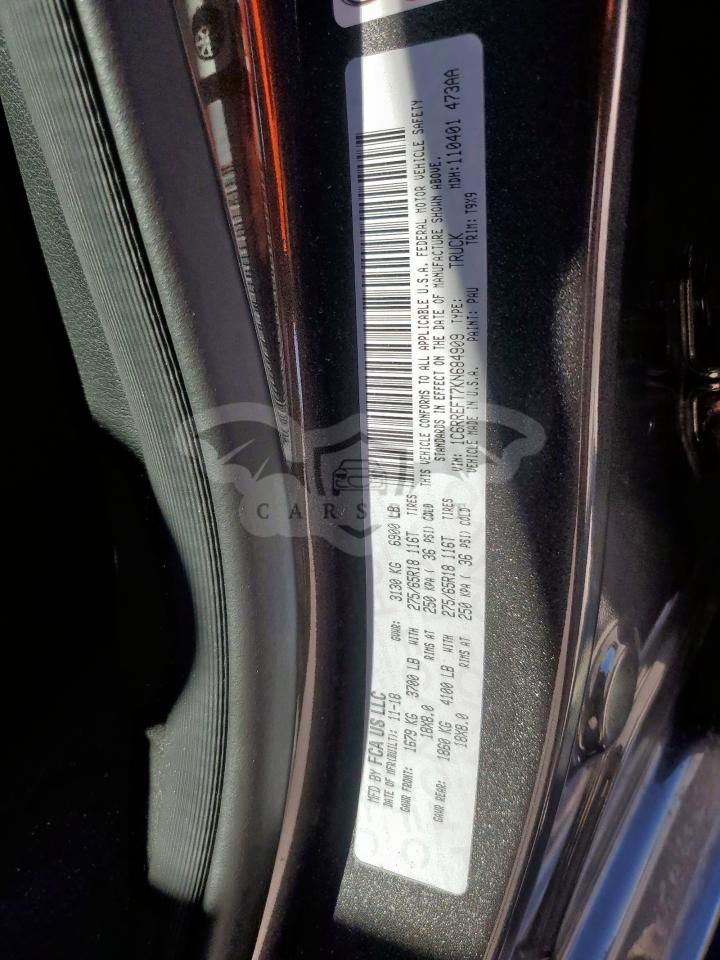 MFD BY FCA US LLC
DATE OF MFR(BUILT): 11-18 GVWR: 3130 KG 6900 LB
GAWR FRONT: 1679 KG 3700 LB WITH 275/65R18 116T TIRES
18X8.0 RIMS AT 250 KPA ( 36 PSI) COLD
GAWR REAR: 1860 KG 4100 LB WITH 275/65R18 116T TIRES
18X8.0 RIMS AT 250 KPA ( 36 PSI) COLD
THIS VEHICLE CONFORMS TO ALL APPLICABLE U.S.A. FEDERAL MOTOR VEHICLE SAFETY
STANDARDS IN EFFECT ON THE DATE OF MANUFACTURE SHOWN ABOVE.
VIN: 1C6RREFT7KN684909 TYPE: TRUCK MDH:110401 473AA
VEHICLE MADE IN U.S.A. PAINT: PAU TRIM: T9X9